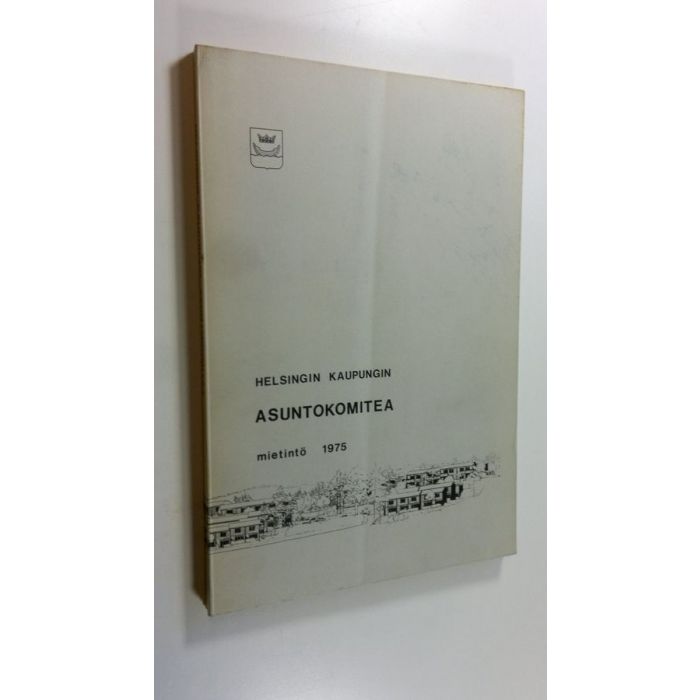 HELSINGIN KAUPUNGIN
ASUNTOKOMITEA
mietintö 1975